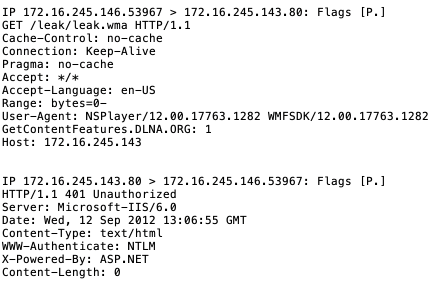 IP 172.16.245.146.53967 > 172.16.245.143.80: Flags [P.]
GET /leak/leak.wma HTTP/1.1
Cache-Control: no-cache
Connection: Keep-Alive
Pragma: no-cache
Accept: */*
Accept-Language: en-US
Range: bytes=0-
User-Agent: NSPlayer/12.00.17763.1282 WMFSDK/12.00.17763.1282
GetContentFeatures.DLNA.ORG: 1
Host: 172.16.245.143
IP 172.16.245.143.80 > 172.16.245.146.53967: Flags [P.]
HTTP/1.1 401 Unauthorized
Server: Microsoft-IIS/6.0
Date: Wed, 12 Sep 2012 13:06:55 GMT
Content-Type: text/html
WWW-Authenticate: NTLM
X-Powered-By: ASP.NET
Content-Length: 0